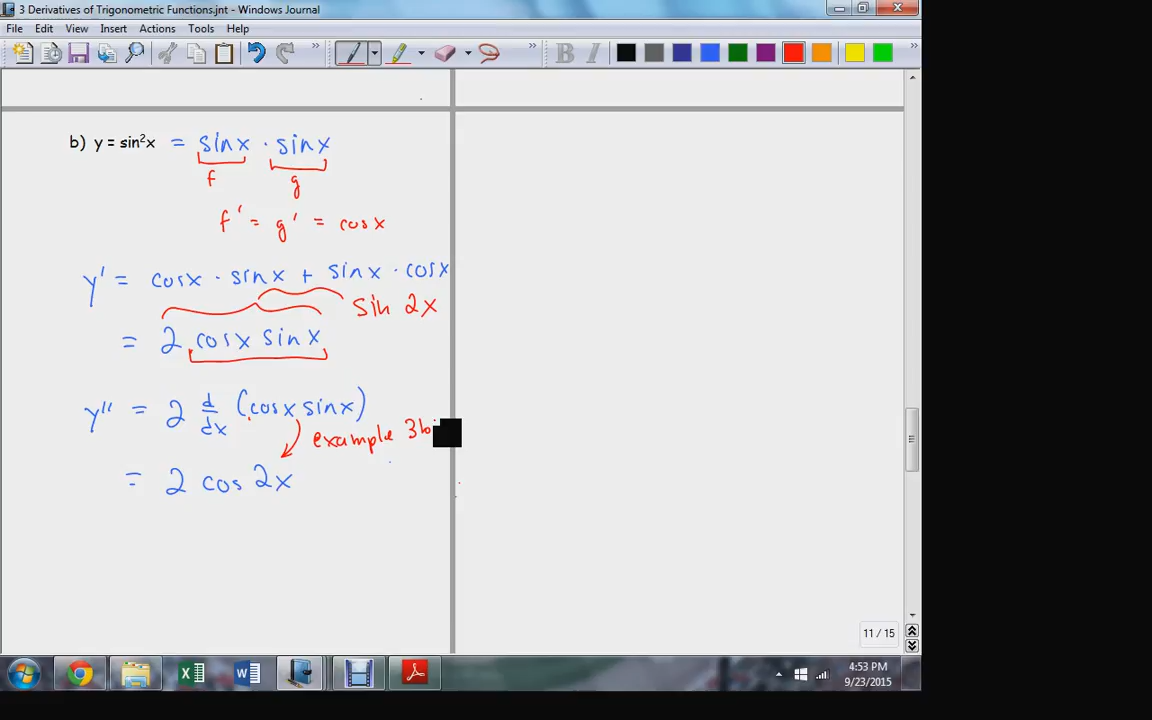 3 Derivatives of Trigonometric Functions.jnt - Windows Journal
File Edit View Insert Actions Tools Help
b) y = sin²x = sinx · sinx
f g
f' = g' = cosx
y' = cosx · sinx + sinx · cosx
sin 2x
= 2 cosx sinx
y'' = 2 d/dx (cosx sinx)
example 3b
= 2 cos 2x
11 / 15
4:53 PM
9/23/2015